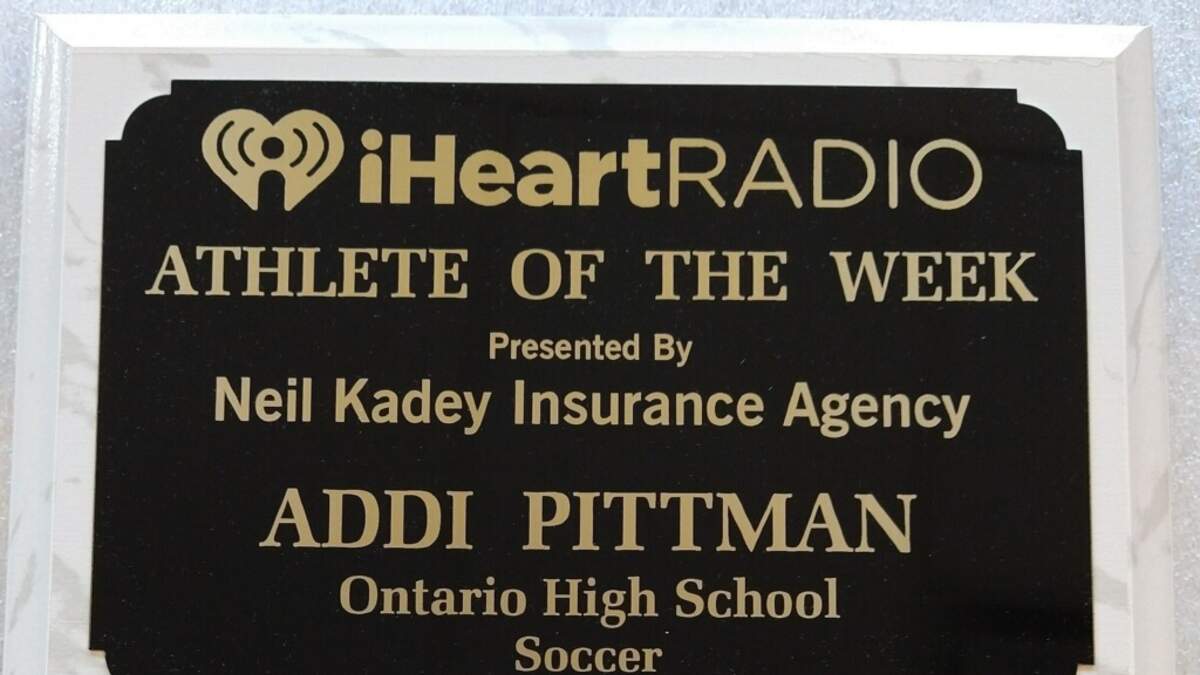 iHeartRADIO
ATHLETE OF THE WEEK
Presented By
Neil Kadey Insurance Agency
ADDI PITTMAN
Ontario High School
Soccer